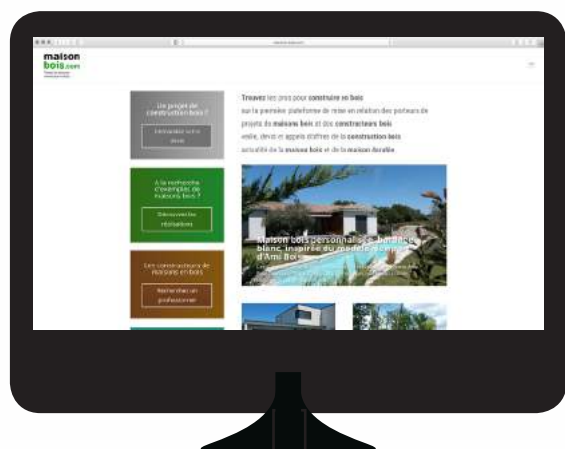 maison
bois.com
Un projet de
construction bois ?
Demandez votre
devis
A la recherche
d'exemples de
maisons bois ?
Découvrez les
réalisations
Les constructeurs de
maisons en bois
Rechercher un
professionnel
Trouvez les pros pour construire en bois
sur la première plateforme de mise en relation des porteurs de
projets de maisons bois et des constructeurs bois
veille, devis et appels d'offres de la construction bois
actualité de la maison bois et de la maison durable
Maison bois personnalisée, bardage
blanc, inspirée du modèle
d'Ami Bois